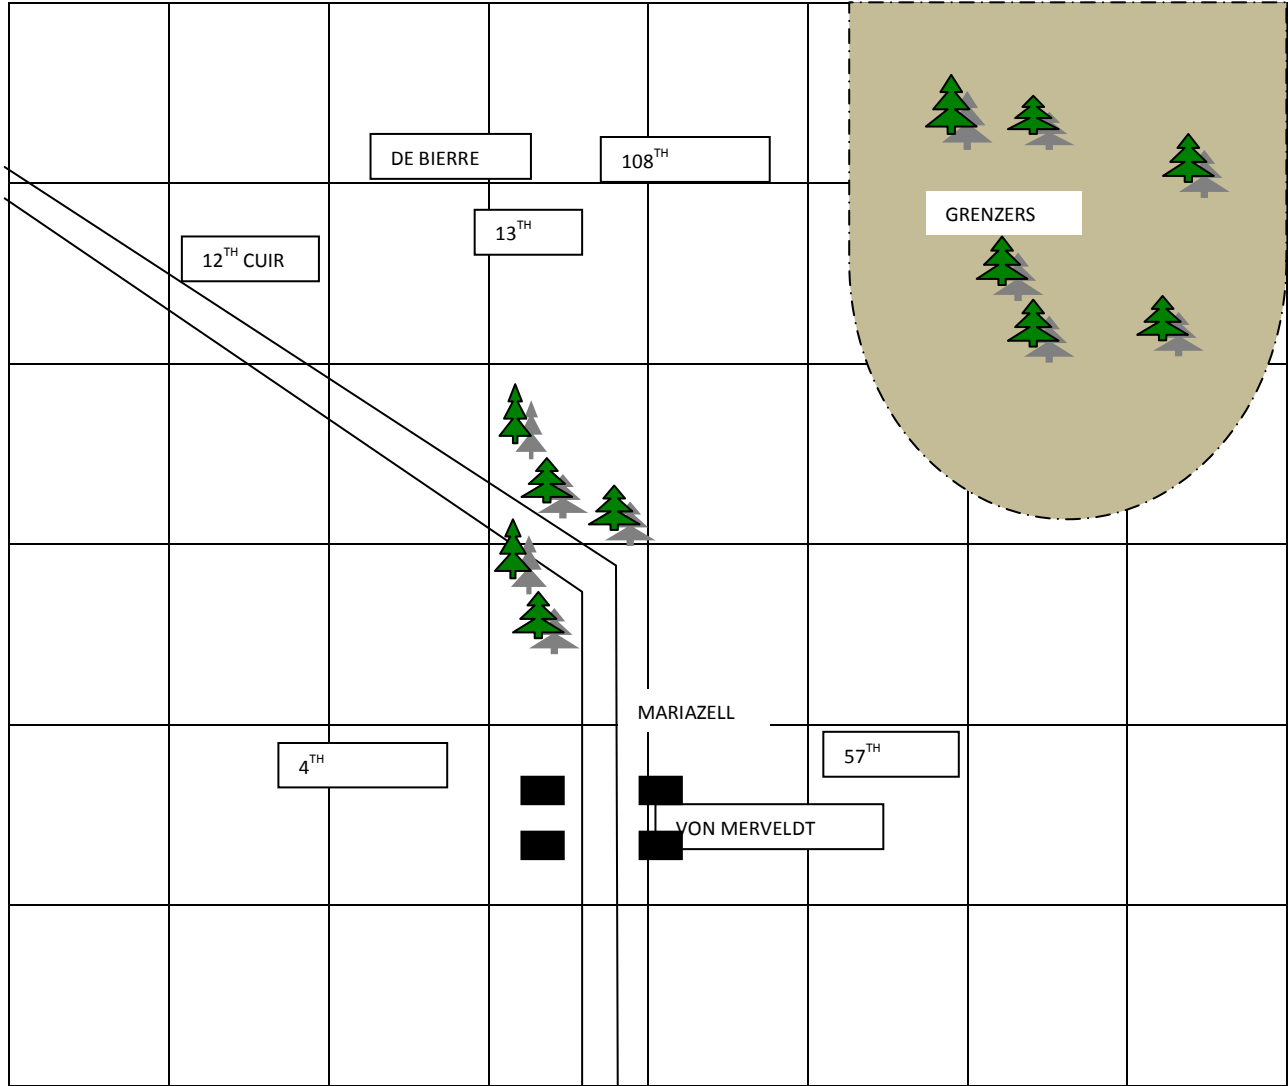 DE BIERRE
108TH
GRENZERS
13TH
12TH CUIR
MARIAZELL
4TH
57TH
VON MERVELDT